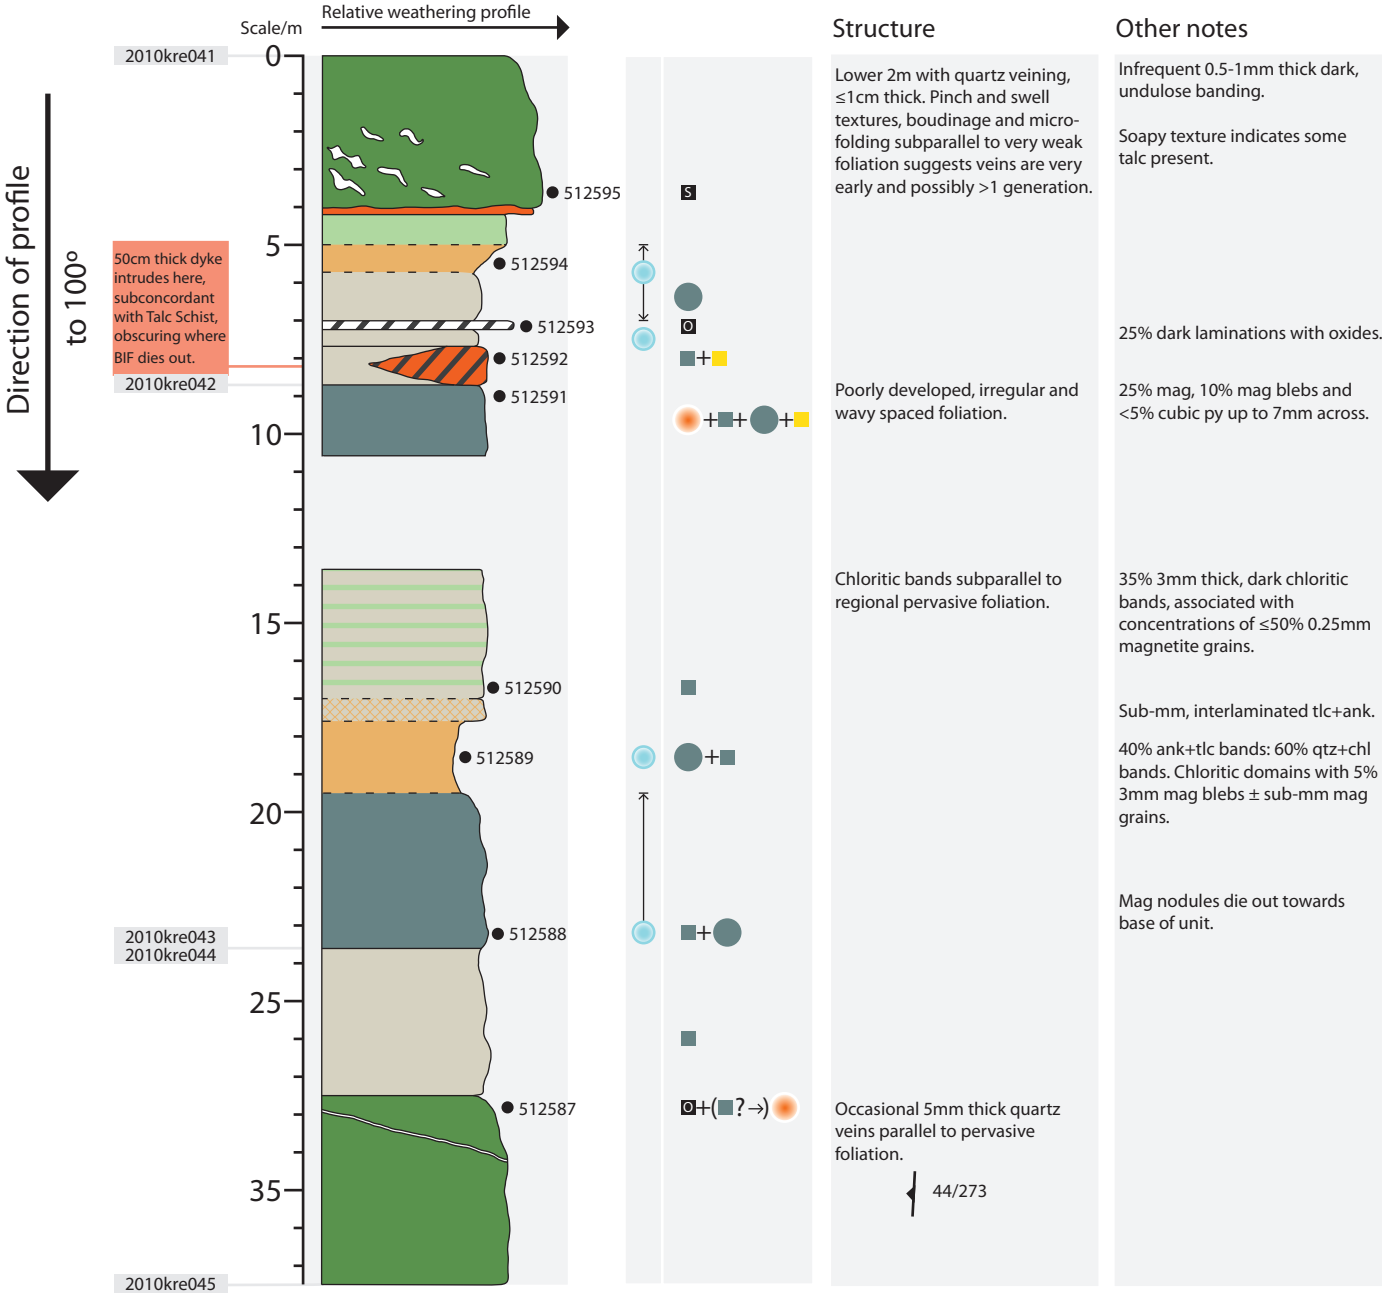 Relative weathering profile
Scale/m
Structure
Other notes
Direction of profile
to 100º
2010kre041
0
5
10
15
20
25
35
50cm thick dyke
intrudes here,
subconcordant
with Talc Schist,
obscuring where
BIF dies out.
2010kre042
2010kre043
2010kre044
2010kre045
512595
512594
512593
512592
512591
512590
512589
512588
512587
S
O
+
+ + +
+
+
O+( ?→)
Lower 2m with quartz veining,
≤1cm thick. Pinch and swell
textures, boudinage and micro-
folding subparallel to very weak
foliation suggests veins are very
early and possibly >1 generation.
Poorly developed, irregular and
wavy spaced foliation.
Chloritic bands subparallel to
regional pervasive foliation.
Occasional 5mm thick quartz
veins parallel to pervasive
foliation.
44/273
Infrequent 0.5-1mm thick dark,
undulose banding.
Soapy texture indicates some
talc present.
25% dark laminations with oxides.
25% mag, 10% mag blebs and
<5% cubic py up to 7mm across.
35% 3mm thick, dark chloritic
bands, associated with
concentrations of ≤50% 0.25mm
magnetite grains.
Sub-mm, interlaminated tlc+ank.
40% ank+tlc bands: 60% qtz+chl
bands. Chloritic domains with 5%
3mm mag blebs ± sub-mm mag
grains.
Mag nodules die out towards
base of unit.